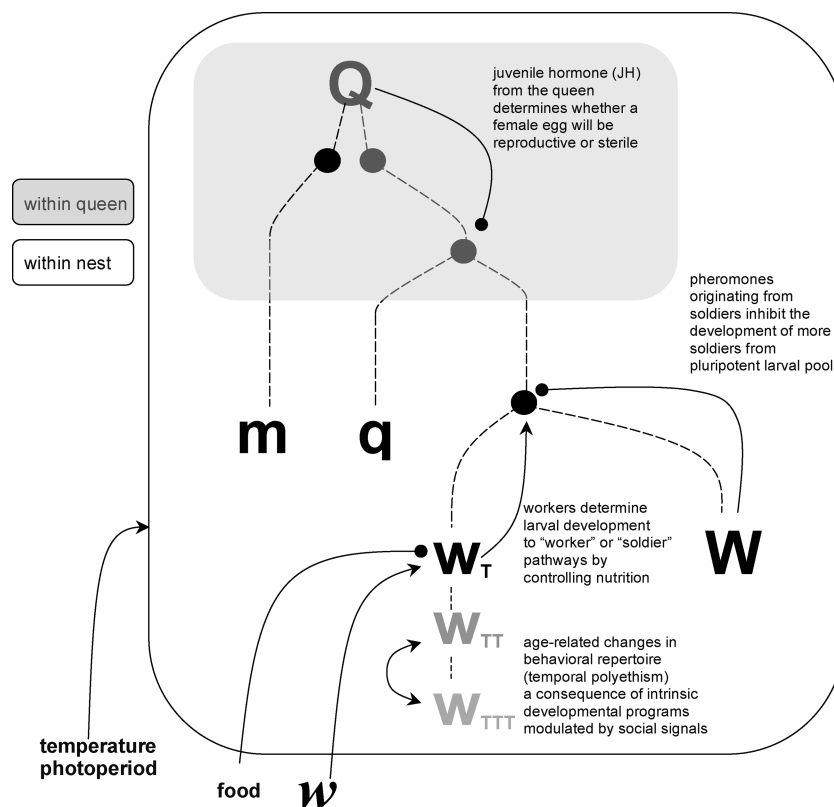 Q
juvenile hormone (JH)
from the queen
determines whether a
female egg will be
reproductive or sterile
within queen
within nest
pheromones
originating from
soldiers inhibit the
development of more
soldiers from
pluripotent larval pool
m
q
workers determine
larval development
to “worker” or “soldier”
pathways by
controlling nutrition
wT
W
wTT
age-related changes in
behavioral repertoire
(temporal polyethism)
a consequence of intrinsic
developmental programs
modulated by social signals
wTTT
temperature
photoperiod
food
w